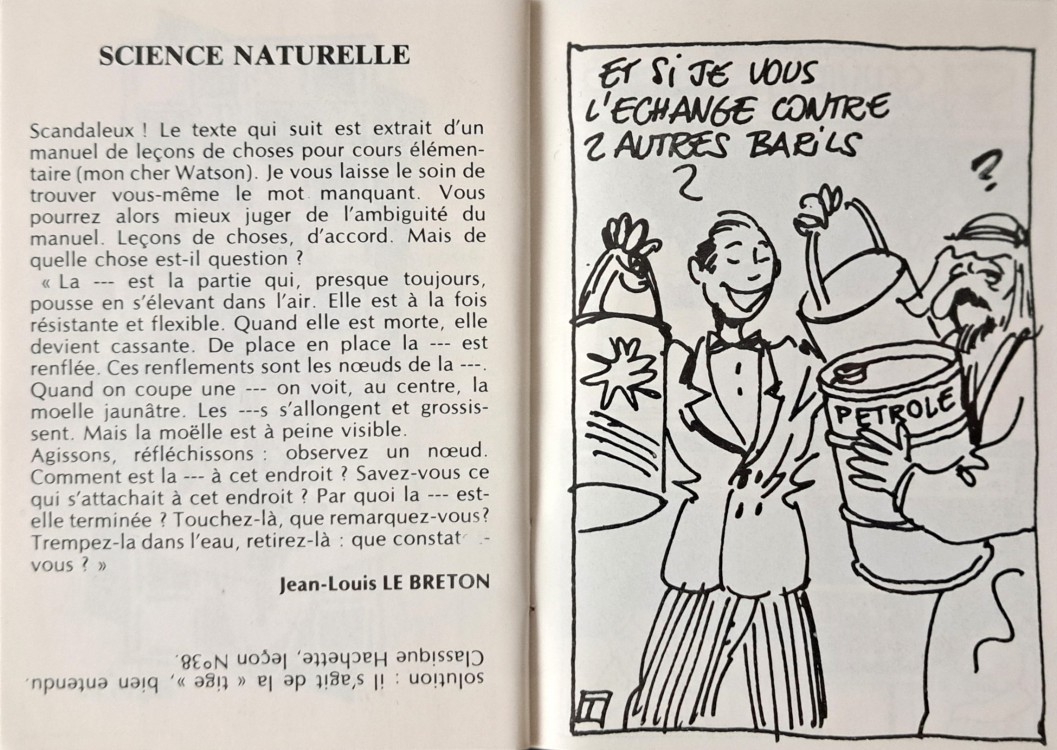 SCIENCE NATURELLE
Scandaleux ! Le texte qui suit est extrait d'un
manuel de leçons de choses pour cours élémen-
taire (mon cher Watson). Je vous laisse le soin de
trouver vous-même le mot manquant. Vous
pourrez alors mieux juger de l'ambiguité du
manuel. Leçons de choses, d'accord. Mais de
quelle chose est-il question ?
« La --- est la partie qui, presque toujours,
pousse en s'élevant dans l'air. Elle est à la fois
résistante et flexible. Quand elle est morte, elle
devient cassante. De place en place la --- est
renflée. Ces renflements sont les nœuds de la ---.
Quand on coupe une --- on voit, au centre, la
moelle jaunâtre. Les ---s s'allongent et grossis-
sent. Mais la moëlle est à peine visible.
Agissons, réfléchissons : observez un nœud.
Comment est la --- à cet endroit ? Savez-vous ce
qui s'attachait à cet endroit ? Par quoi la --- est-
elle terminée ? Touchez-là, que remarquez-vous?
Trempez-la dans l'eau, retirez-là : que constat -
vous ? »
Jean-Louis LE BRETON
solution : il s'agit de la « tige », bien entendu.
Classique Hachette, leçon N°38.
ET Si JE VOUS
L'ECHANGE CONTRE
2 AUTRES BARiLS
?
?
PETROLE